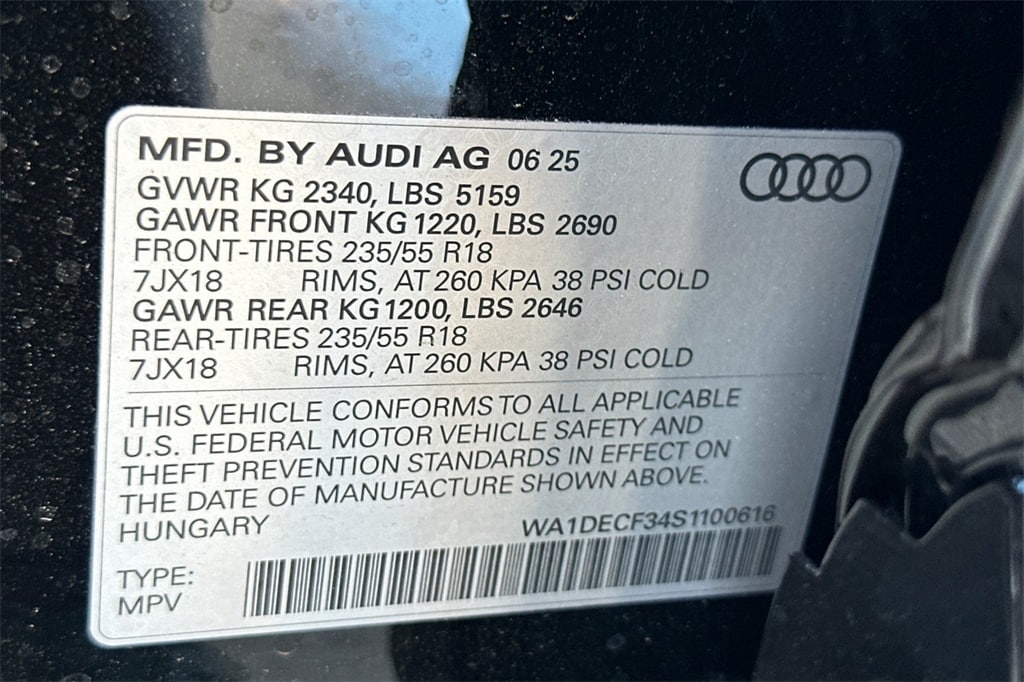 MFD. BY AUDI AG 06 25
GVWR KG 2340, LBS 5159
GAWR FRONT KG 1220, LBS 2690
FRONT-TIRES 235/55 R18
7JX18 RIMS, AT 260 KPA 38 PSI COLD
GAWR REAR KG 1200, LBS 2646
REAR-TIRES 235/55 R18
7JX18 RIMS, AT 260 KPA 38 PSI COLD
THIS VEHICLE CONFORMS TO ALL APPLICABLE
U.S. FEDERAL MOTOR VEHICLE SAFETY AND
THEFT PREVENTION STANDARDS IN EFFECT ON
THE DATE OF MANUFACTURE SHOWN ABOVE.
HUNGARY WA1DECF34S1100616
TYPE:
MPV